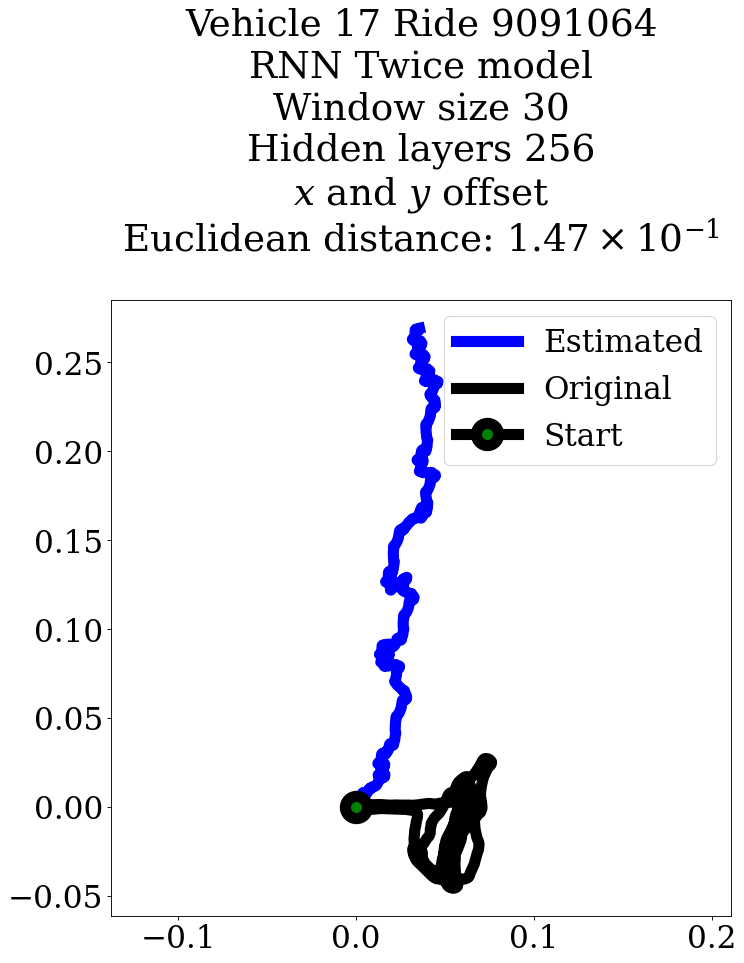 Vehicle 17 Ride 9091064
RNN Twice model
Window size 30
Hidden layers 256
x and y offset
Euclidean distance: 1.47 × 10⁻¹
Estimated
Original
Start
0.25
0.20
0.15
0.10
0.05
0.00
−0.05
−0.1
0.0
0.1
0.2